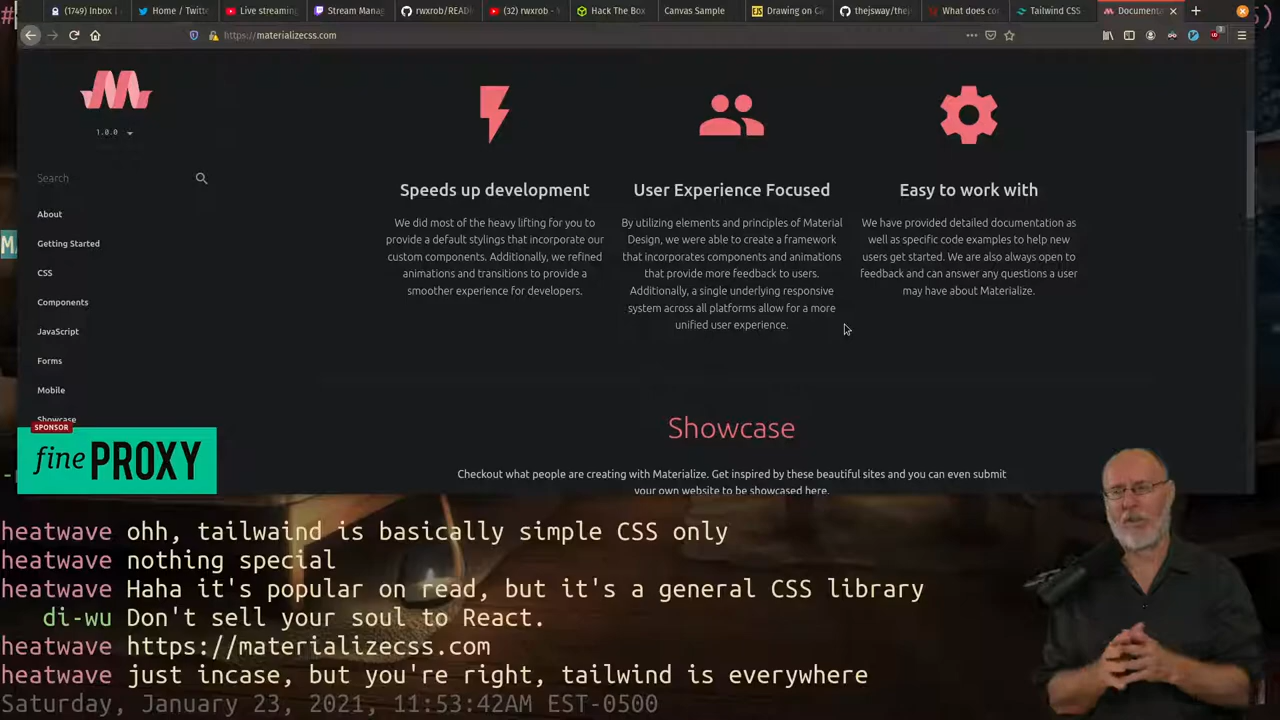 (1749) Inbox |
Home / Twitt
Live streaming
Stream Manag
rwxrob/READ
(32) rwxrob -
Hack The Box
Canvas Sample
Drawing on Ca
thejsway/thej
What does co
Tailwind CSS
Documenta
https://materializecss.com
1.0.0
Search
About
Getting Started
CSS
Components
JavaScript
Forms
Mobile
Showcase
Speeds up development
We did most of the heavy lifting for you to
provide a default stylings that incorporate our
custom components. Additionally, we refined
animations and transitions to provide a
smoother experience for developers.
User Experience Focused
By utilizing elements and principles of Material
Design, we were able to create a framework
that incorporates components and animations
that provide more feedback to users.
Additionally, a single underlying responsive
system across all platforms allow for a more
unified user experience.
Easy to work with
We have provided detailed documentation as
well as specific code examples to help new
users get started. We are also always open to
feedback and can answer any questions a user
may have about Materialize.
Showcase
Checkout what people are creating with Materialize. Get inspired by these beautiful sites and you can even submit
your own website to be showcased here.
SPONSOR
fine PROXY
heatwave ohh, tailwaind is basically simple CSS only
heatwave nothing special
heatwave Haha it's popular on read, but it's a general CSS library
di-wu Don't sell your soul to React.
heatwave https://materializecss.com
heatwave just incase, but you're right, tailwind is everywhere
Saturday, January 23, 2021, 11:53:42AM EST-0500